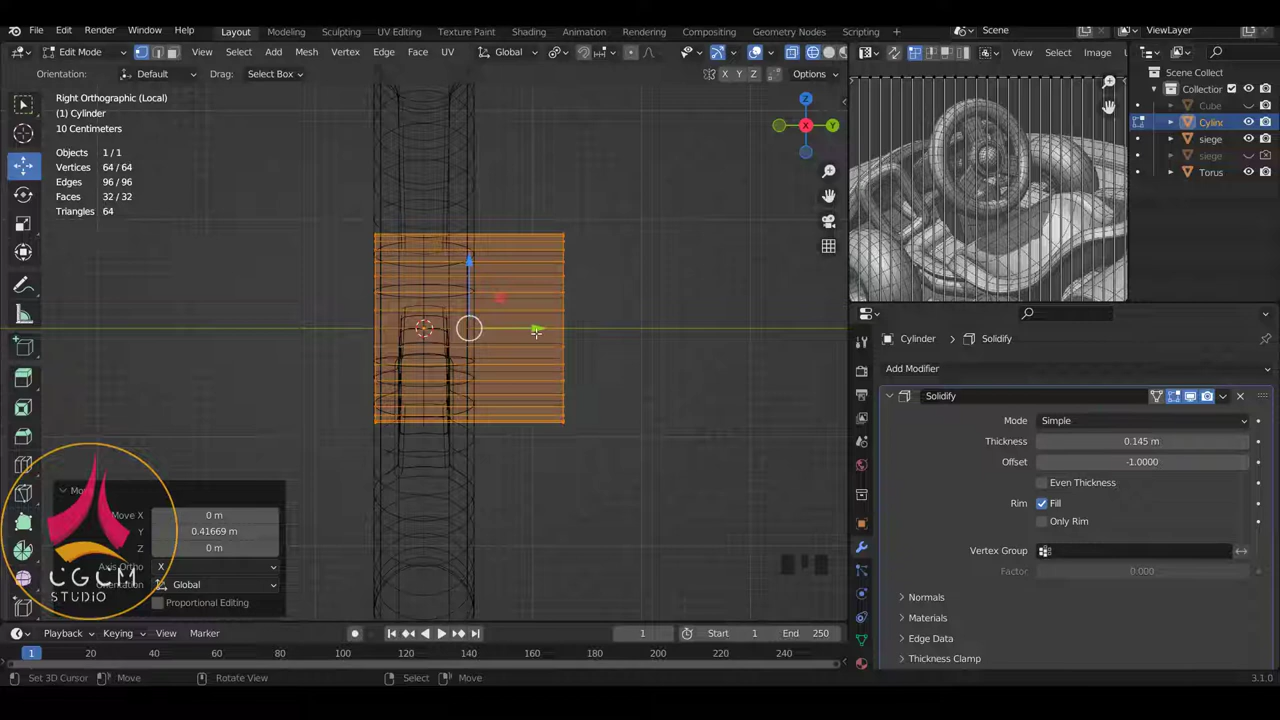 File Edit Render Window Help Layout Modeling Sculpting UV Editing Texture Paint Shading Animation Rendering Compositing Scripting + Scene ViewLayer
Edit Mode View Select Add Mesh Vertex Edge Face UV Global View Select Image
Orientation: Default Drag: Select Box X Y Z Options
Right Orthographic (Local)
(1) Cylinder
10 Centimeters
Objects 1 / 1
Vertices 64 / 64
Edges 96 / 96
Faces 32 / 32
Triangles 64
Z
X
Y
Scene Collect
Collection
Cube
Cylinc
siege
siege
Torus
Cylinder > Solidify
Add Modifier
Solidify
Mode Simple
Thickness 0.145 m
Offset -1.0000
Even Thickness
Rim Fill
Only Rim
Vertex Group
Factor 0.000
Normals
Materials
Edge Data
Thickness Clamp
Move X 0 m
Y 0.41669 m
Z 0 m
Axis Ortho X
Global
Proportional Editing
CGCM
STUDIO
Playback Keying View Marker 1 Start 1 End 250
1 20 40 60 80 100 120 140 160 180 200 220 240
Set 3D Cursor Move Rotate View Select Move 3.1.0